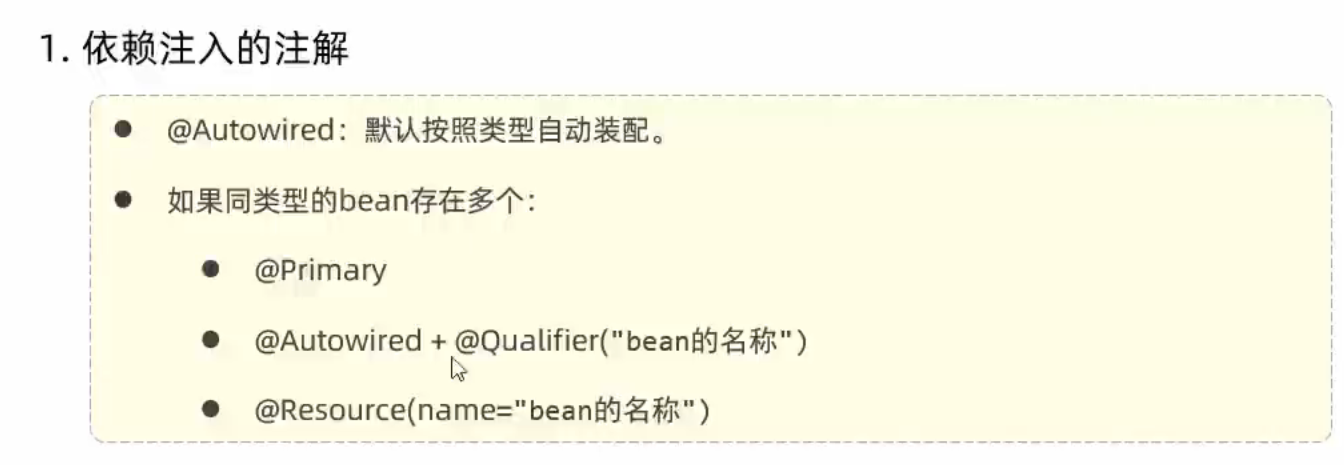 1. 依赖注入的注解
@Autowired：默认按照类型自动装配。
如果同类型的bean存在多个：
@Primary
@Autowired + @Qualifier("bean的名称")
@Resource(name="bean的名称")